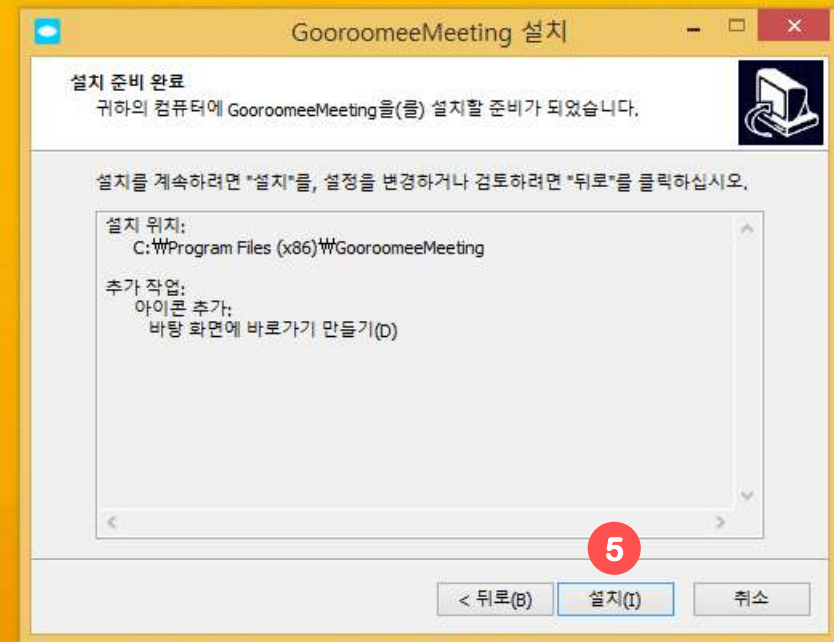 GooroomeeMeeting 설치
설치 준비 완료
귀하의 컴퓨터에 GooroomeeMeeting을(를) 설치할 준비가 되었습니다.
설치를 계속하려면 "설치"를, 설정을 변경하거나 검토하려면 "뒤로"를 클릭하십시오.
설치 위치:
C:₩Program Files (x86)₩GooroomeeMeeting
추가 작업:
아이콘 추가:
바탕 화면에 바로가기 만들기(D)
5
< 뒤로(B) 설치(I) 취소